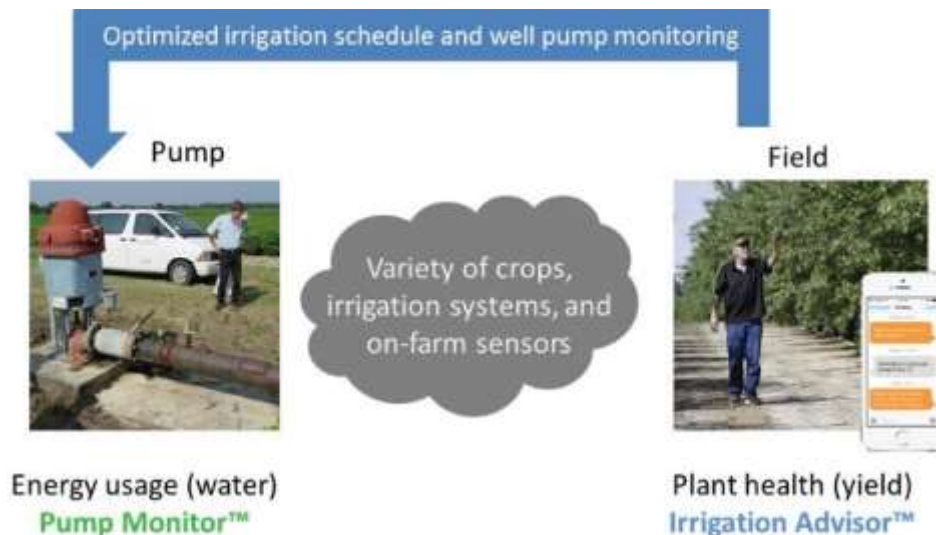 Optimized irrigation schedule and well pump monitoring
Pump
Field
Variety of crops,
irrigation systems, and
on-farm sensors
Energy usage (water)
Pump Monitor™
Plant health (yield)
Irrigation Advisor™